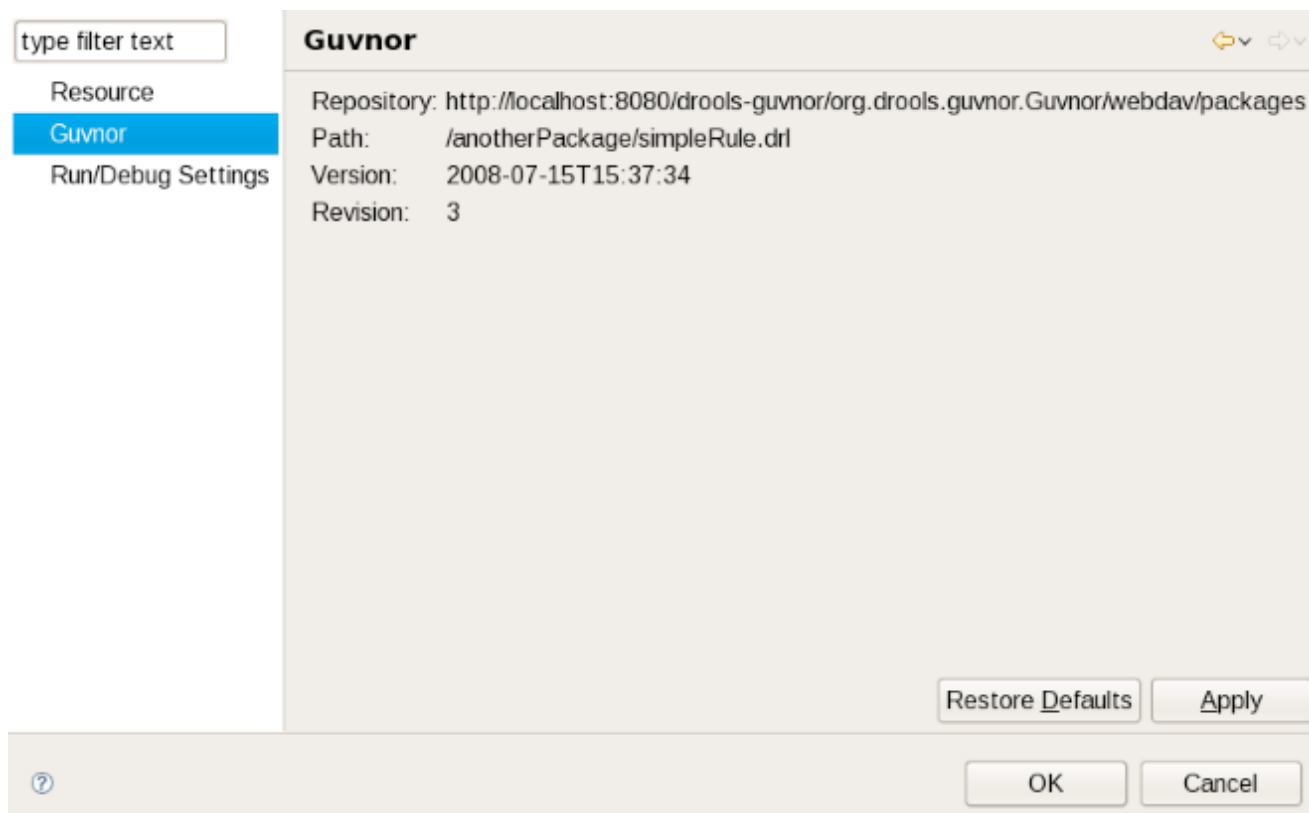 type filter text
Guvnor
Resource
Guvnor
Run/Debug Settings
Repository: http://localhost:8080/drools-guvnor/org.drools.guvnor.Guvnor/webdav/packages
Path: /anotherPackage/simpleRule.drl
Version: 2008-07-15T15:37:34
Revision: 3
Restore Defaults
Apply
?
OK
Cancel